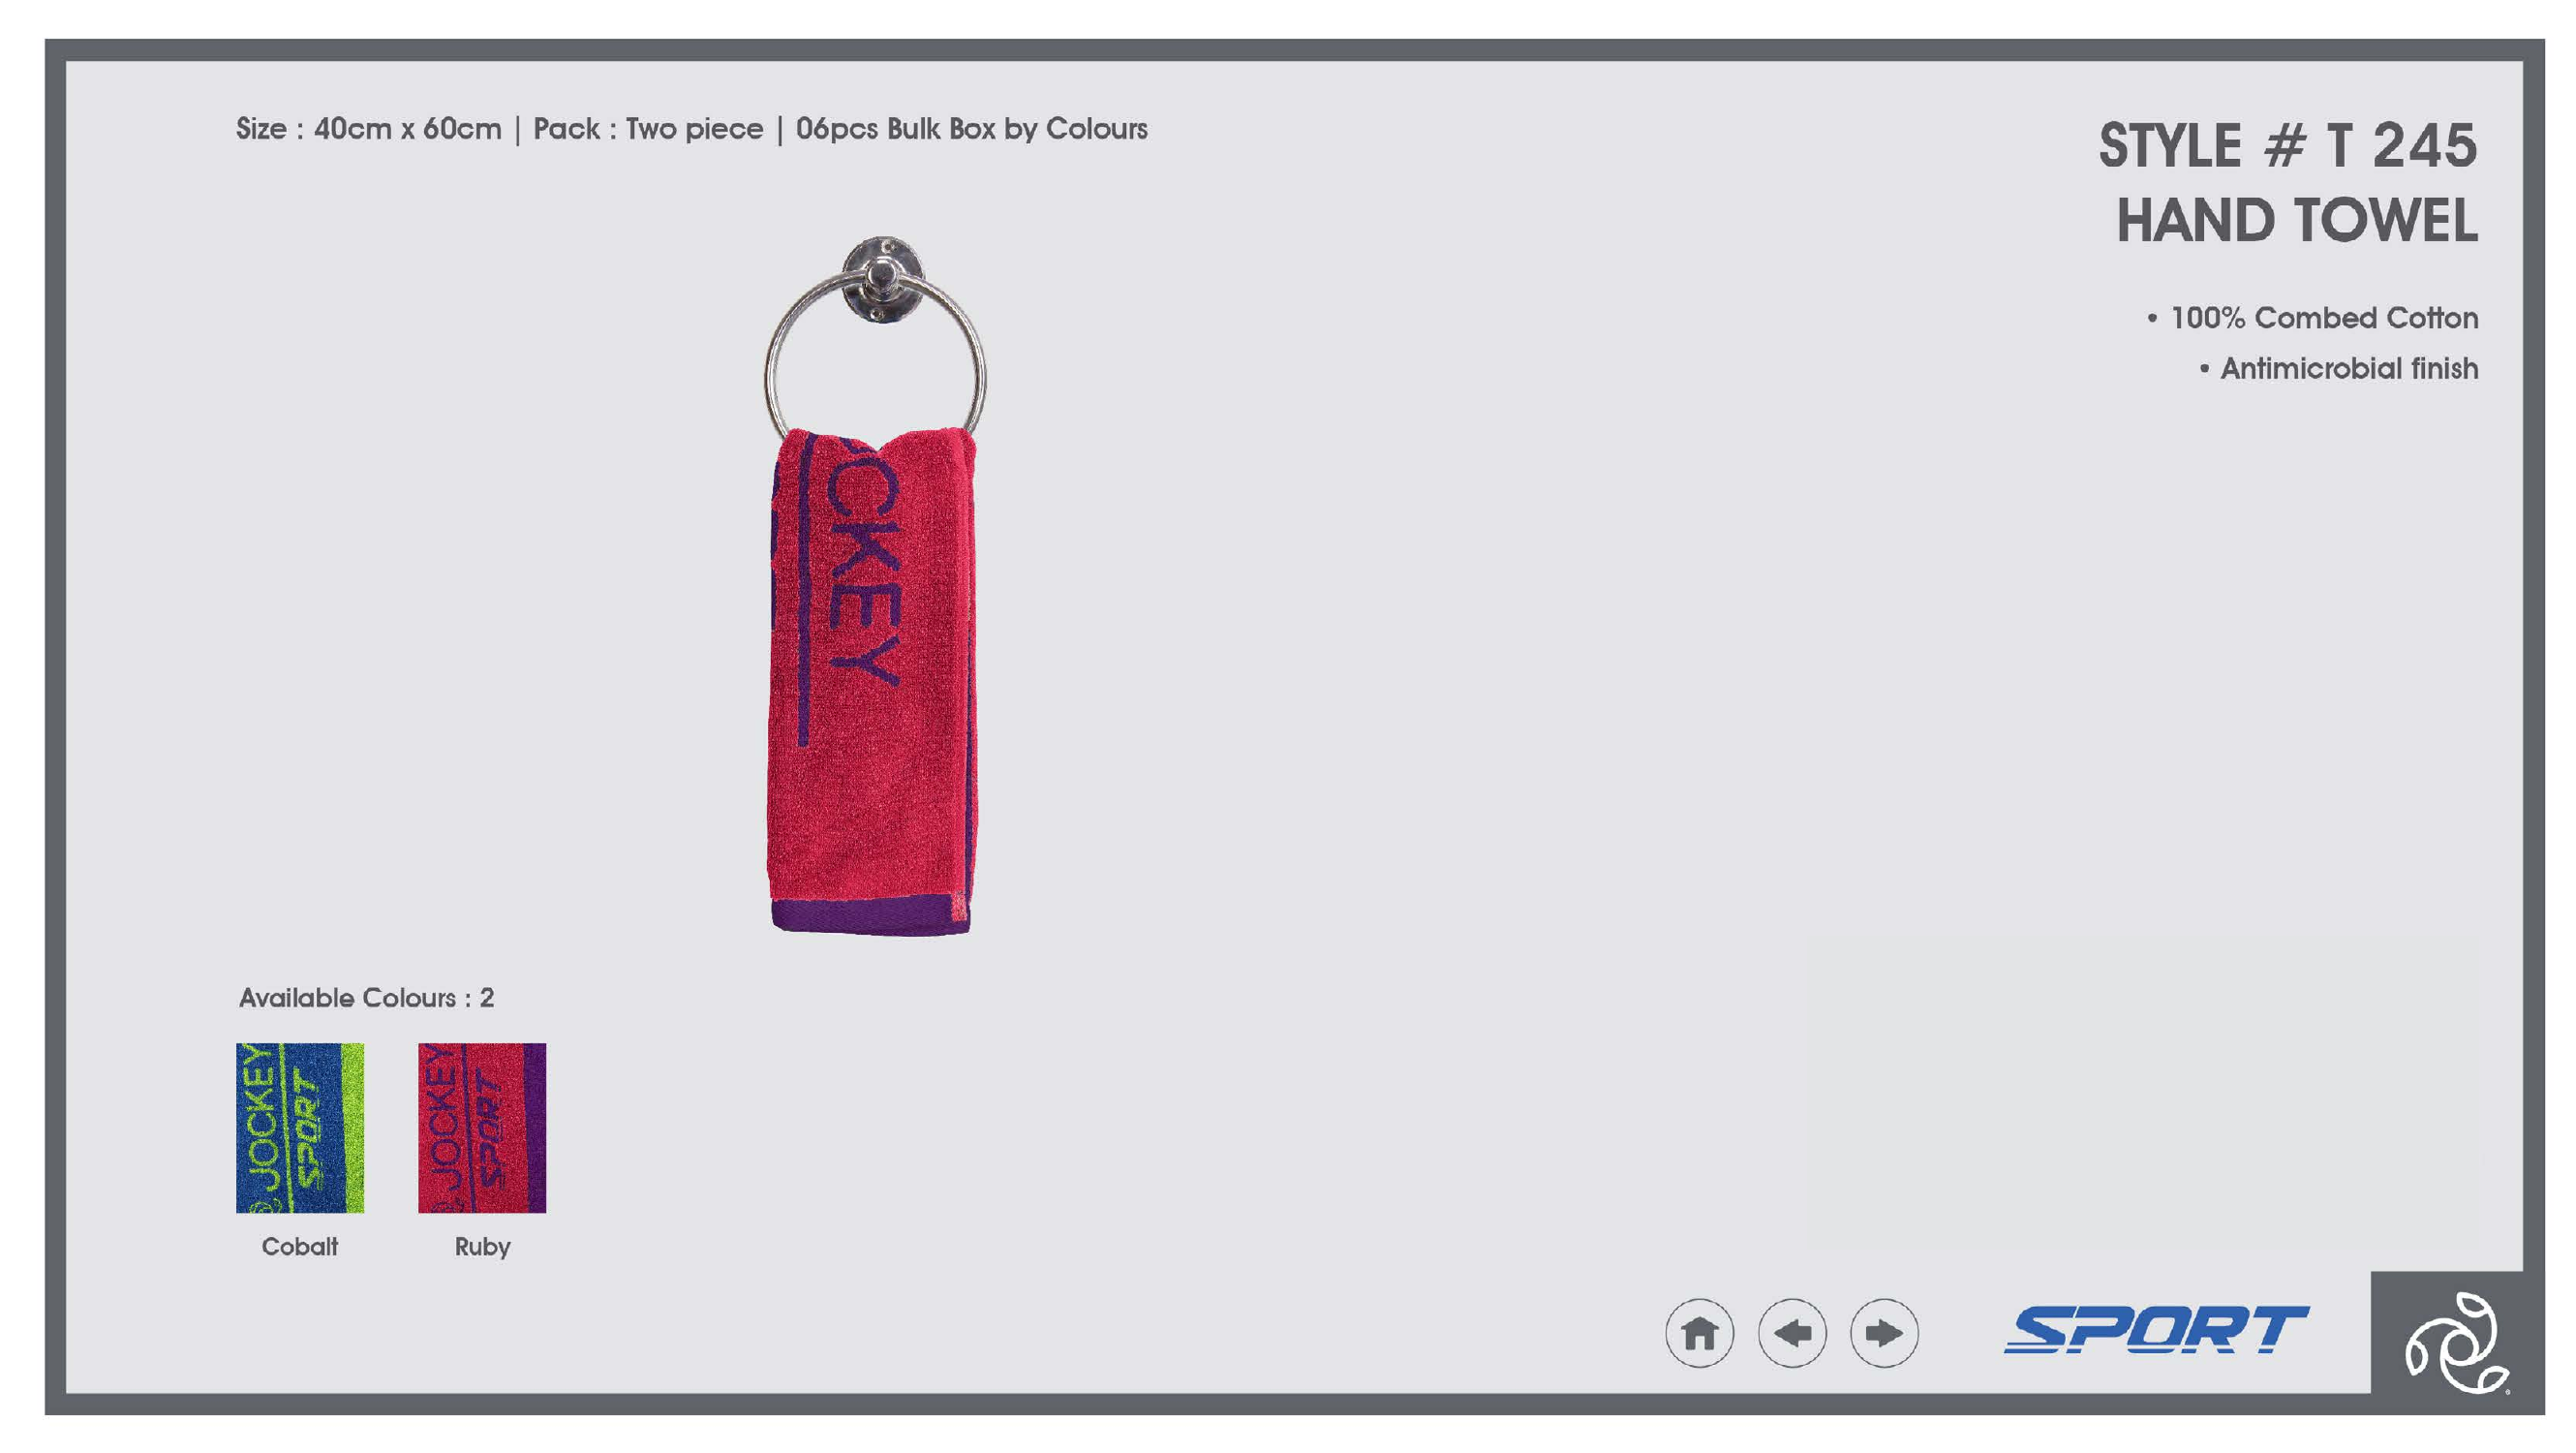 Size : 40cm x 60cm | Pack : Two piece | 06pcs Bulk Box by Colours
STYLE # T 245
HAND TOWEL
• 100% Combed Cotton
• Antimicrobial finish
OCKEY
Available Colours : 2
JOCKEY
SPORT
JOCKEY
SPORT
Cobalt
Ruby
SPORT